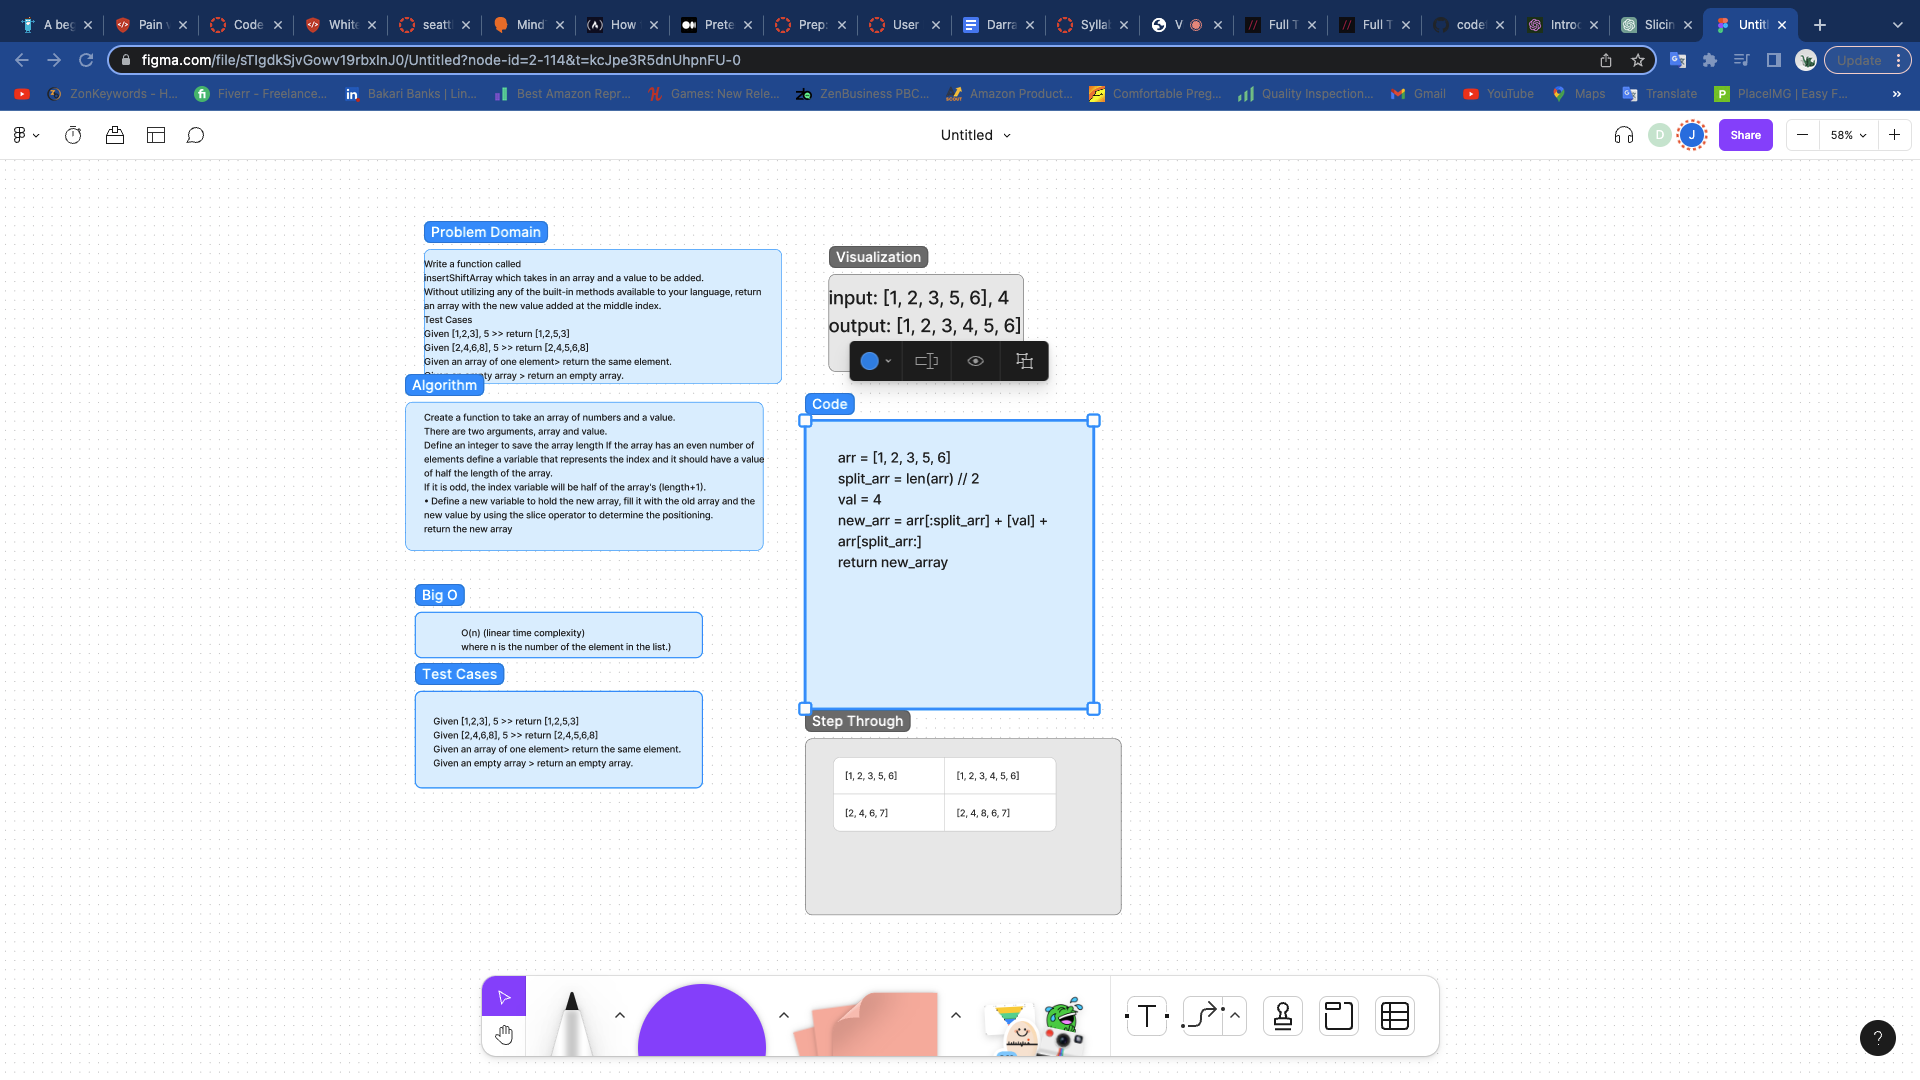 A beg
Pain
Code
White
seatt
Mind
How
Prete
Prep:
User
Darra
Syllab
V
Full T
Full T
codel
Introd
Slicin
Untitl
figma.com/file/sTIgdkSjvGowv19rbxInJ0/Untitled?node-id=2-114&t=kcJpe3R5dnUhpnFU-0
Update
ZonKeywords - H...
Fiverr - Freelance...
Bakari Banks | Lin...
Best Amazon Repr...
Games: New Rele...
ZenBusiness PBC...
Amazon Product...
Comfortable Preg...
Quality Inspection...
Gmail
YouTube
Maps
Translate
PlaceIMG | Easy F...
»
Untitled
D
J
Share
58%
Problem Domain
Write a function called
insertShiftArray which takes in an array and a value to be added.
Without utilizing any of the built-in methods available to your language, return
an array with the new value added at the middle index.
Test Cases
Given [1,2,3], 5 >> return [1,2,5,3]
Given [2,4,6,8], 5 >> return [2,4,5,6,8]
Given an array of one element> return the same element.
array > return an empty array.
Algorithm
Create a function to take an array of numbers and a value.
There are two arguments, array and value.
Define an integer to save the array length If the array has an even number of
elements define a variable that represents the index and it should have a value
of half the length of the array.
If it is odd, the index variable will be half of the array's (length+1).
• Define a new variable to hold the new array, fill it with the old array and the
new value by using the slice operator to determine the positioning.
return the new array
Big O
O(n) (linear time complexity)
where n is the number of the element in the list.)
Test Cases
Given [1,2,3], 5 >> return [1,2,5,3]
Given [2,4,6,8], 5 >> return [2,4,5,6,8]
Given an array of one element> return the same element.
Given an empty array > return an empty array.
Visualization
input: [1, 2, 3, 5, 6], 4
output: [1, 2, 3, 4, 5, 6]
Code
arr = [1, 2, 3, 5, 6]
split_arr = len(arr) // 2
val = 4
new_arr = arr[:split_arr] + [val] +
arr[split_arr:]
return new_array
Step Through
[1, 2, 3, 5, 6]
[1, 2, 3, 4, 5, 6]
[2, 4, 6, 7]
[2, 4, 8, 6, 7]
T
?